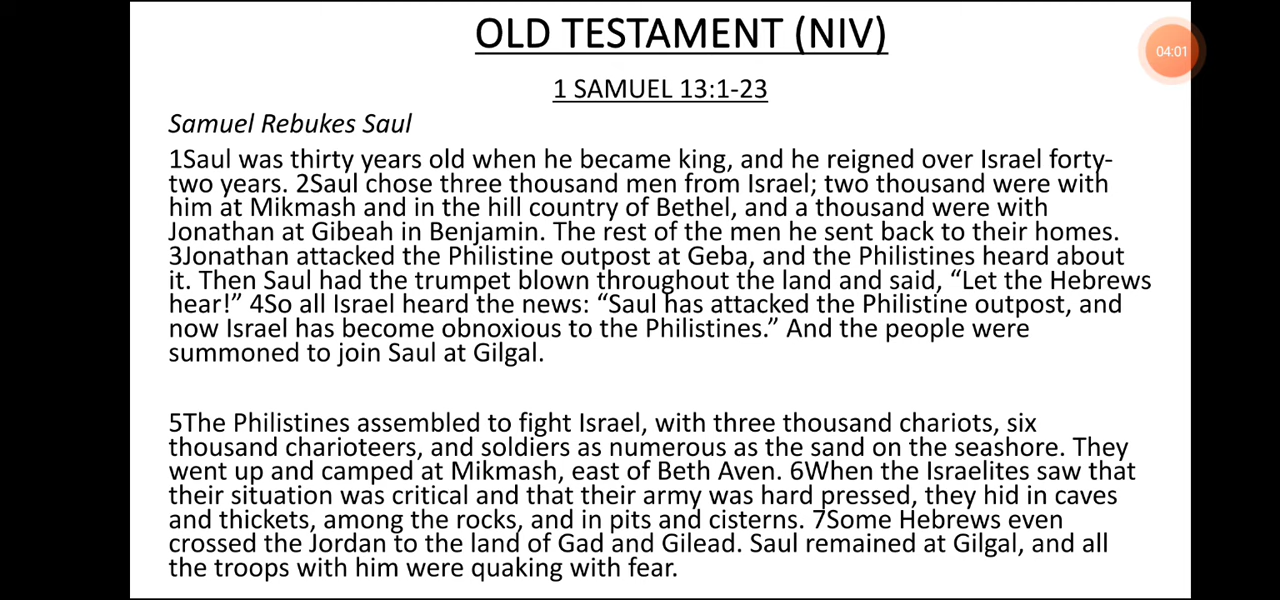 OLD TESTAMENT (NIV)
04:01
1 SAMUEL 13:1-23
Samuel Rebukes Saul
1Saul was thirty years old when he became king, and he reigned over Israel forty-
two years. 2Saul chose three thousand men from Israel; two thousand were with
him at Mikmash and in the hill country of Bethel, and a thousand were with
Jonathan at Gibeah in Benjamin. The rest of the men he sent back to their homes.
3Jonathan attacked the Philistine outpost at Geba, and the Philistines heard about
it. Then Saul had the trumpet blown throughout the land and said, “Let the Hebrews
hear!” 4So all Israel heard the news: “Saul has attacked the Philistine outpost, and
now Israel has become obnoxious to the Philistines.” And the people were
summoned to join Saul at Gilgal.
5The Philistines assembled to fight Israel, with three thousand chariots, six
thousand charioteers, and soldiers as numerous as the sand on the seashore. They
went up and camped at Mikmash, east of Beth Aven. 6When the Israelites saw that
their situation was critical and that their army was hard pressed, they hid in caves
and thickets, among the rocks, and in pits and cisterns. 7Some Hebrews even
crossed the Jordan to the land of Gad and Gilead. Saul remained at Gilgal, and all
the troops with him were quaking with fear.